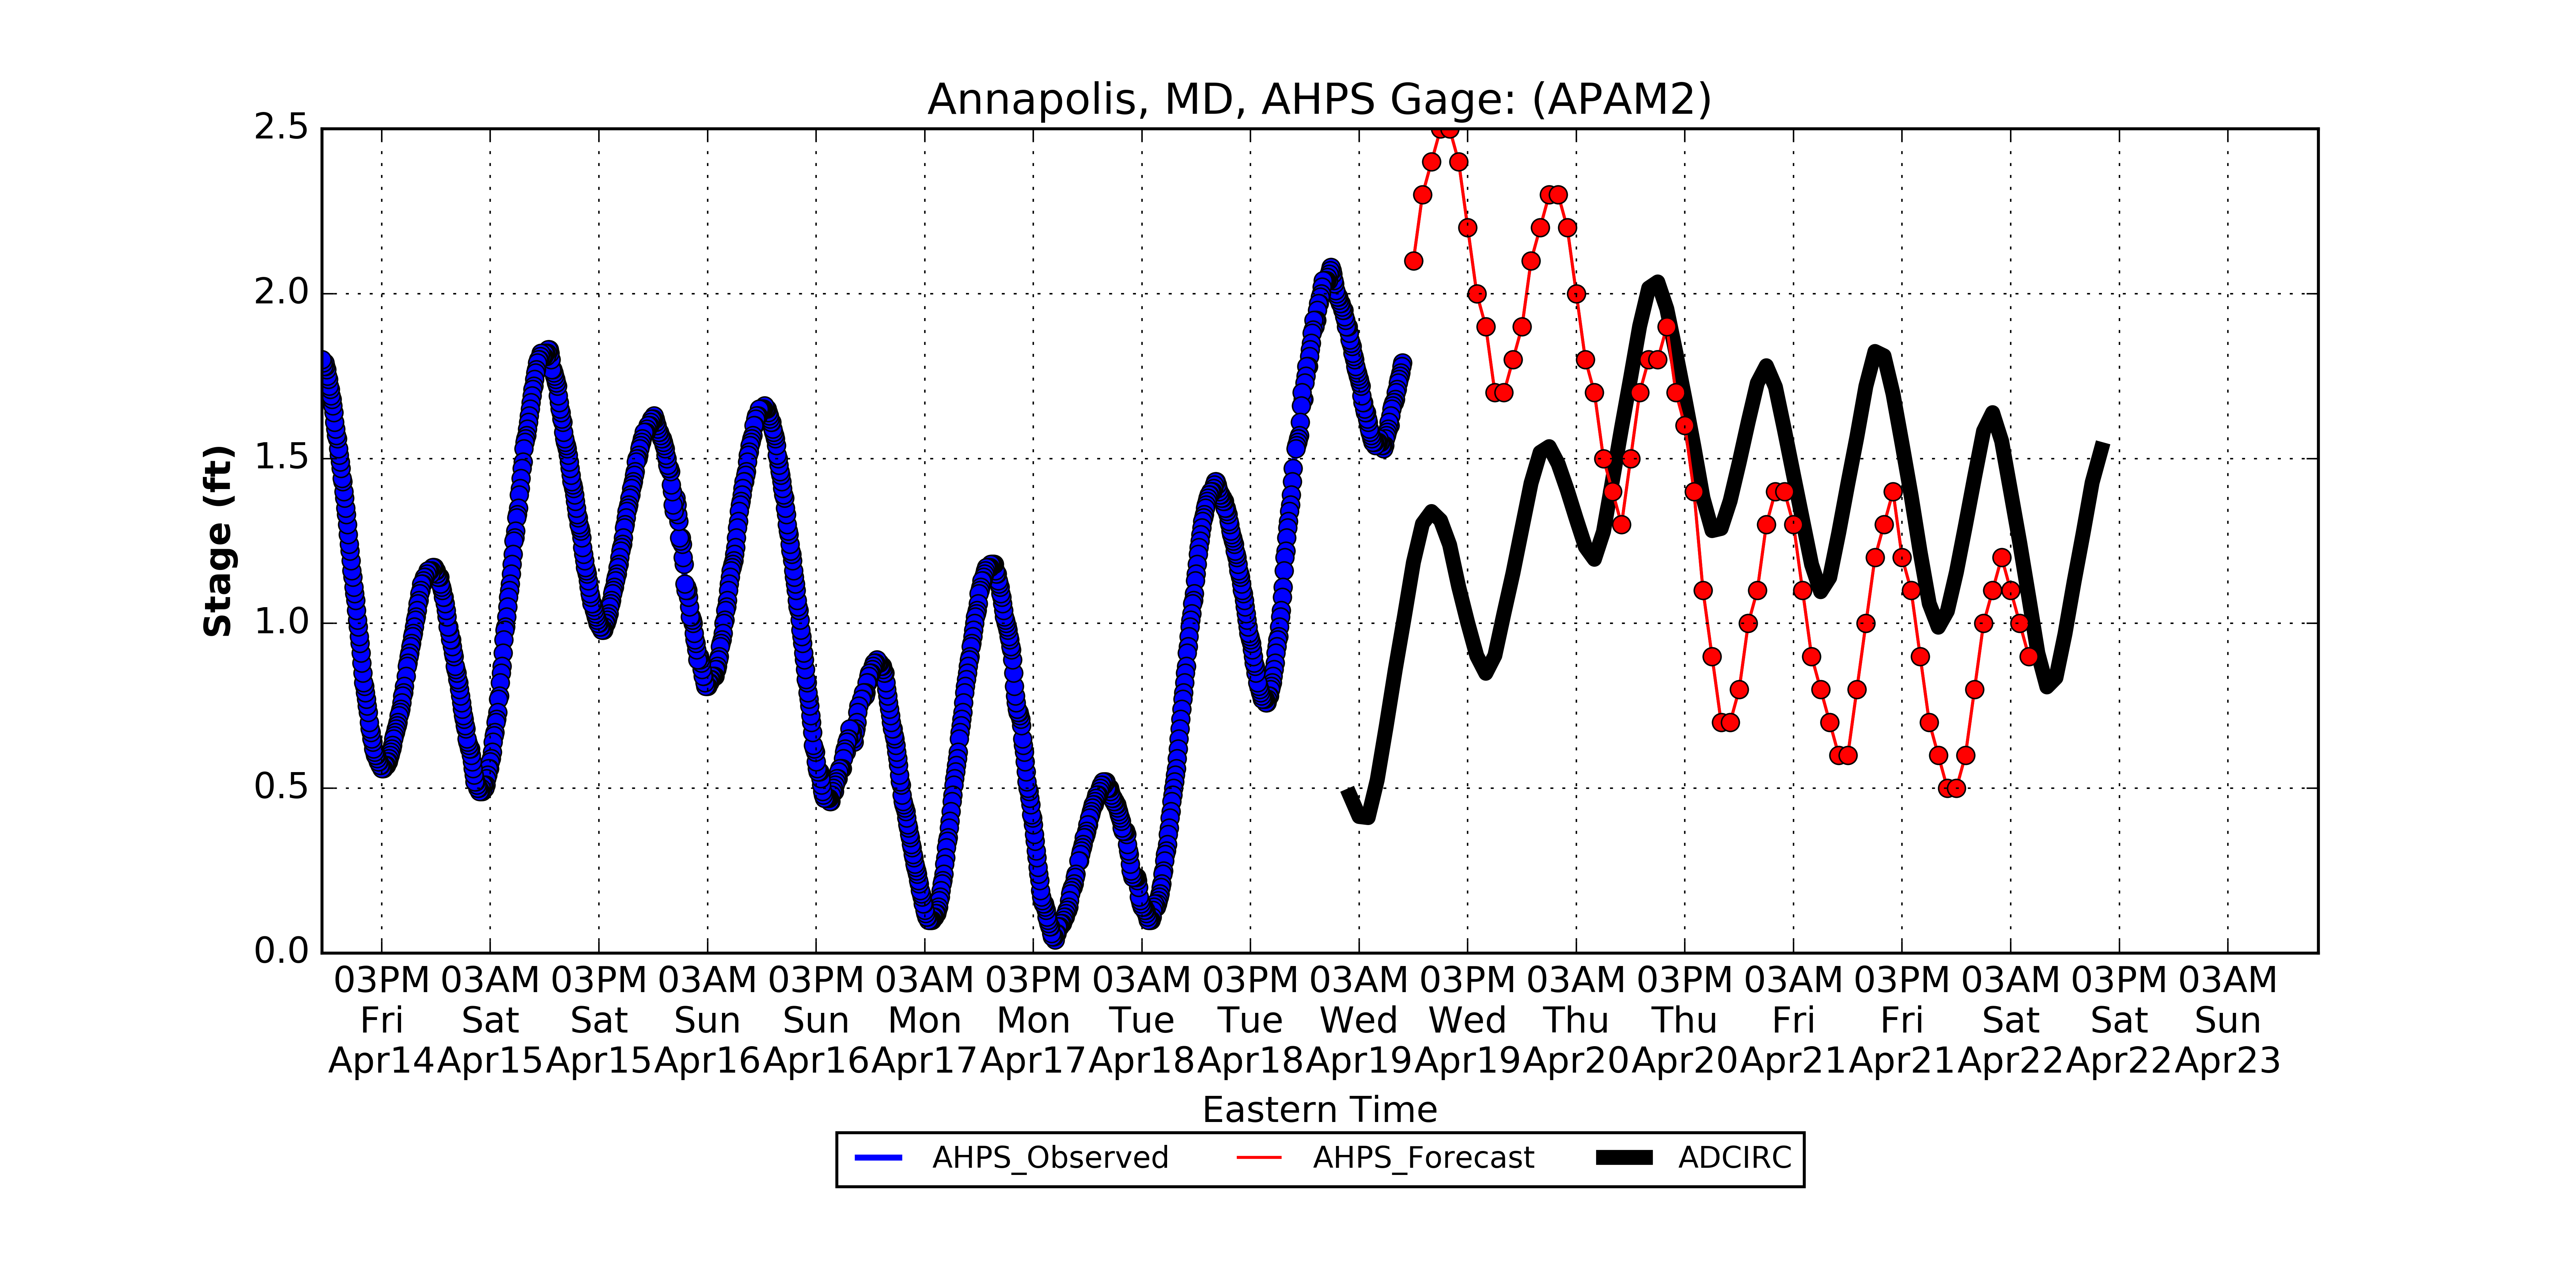 Annapolis, MD, AHPS Gage: (APAM2)
2.5
2.0
1.5
1.0
0.5
0.0
Stage (ft)
03PM 03AM 03PM 03AM 03PM 03AM 03PM 03AM 03PM 03AM 03PM 03AM 03PM 03AM 03PM 03AM 03PM 03AM
Fri Sat Sat Sun Sun Mon Mon Tue Tue Wed Wed Thu Thu Fri Fri Sat Sat Sun
Apr14 Apr15 Apr15 Apr16 Apr16 Apr17 Apr17 Apr18 Apr18 Apr19 Apr19 Apr20 Apr20 Apr21 Apr21 Apr22 Apr22 Apr23
Eastern Time
AHPS_Observed AHPS_Forecast ADCIRC